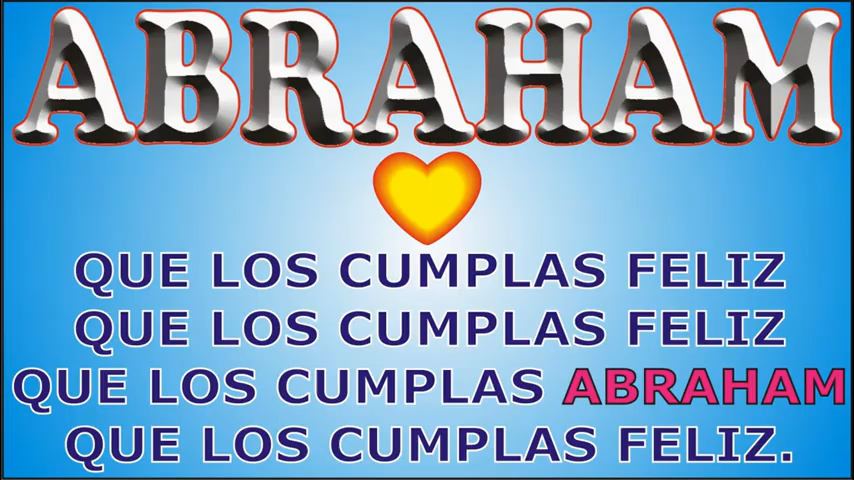 ABRAHAM
QUE LOS CUMPLAS FELIZ
QUE LOS CUMPLAS FELIZ
QUE LOS CUMPLAS ABRAHAM
QUE LOS CUMPLAS FELIZ.